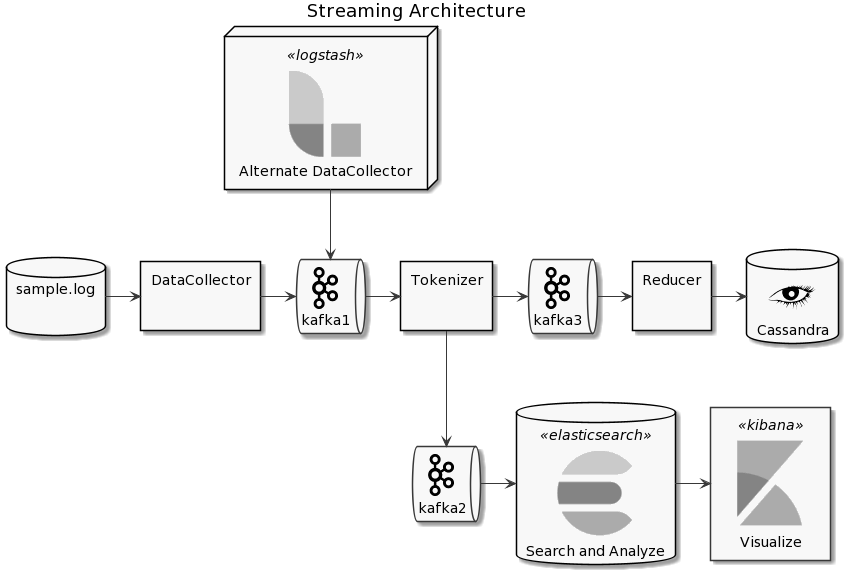 Streaming Architecture
«logstash»
Alternate DataCollector
sample.log
DataCollector
kafka1
Tokenizer
kafka3
Reducer
Cassandra
kafka2
«elasticsearch»
Search and Analyze
«kibana»
Visualize